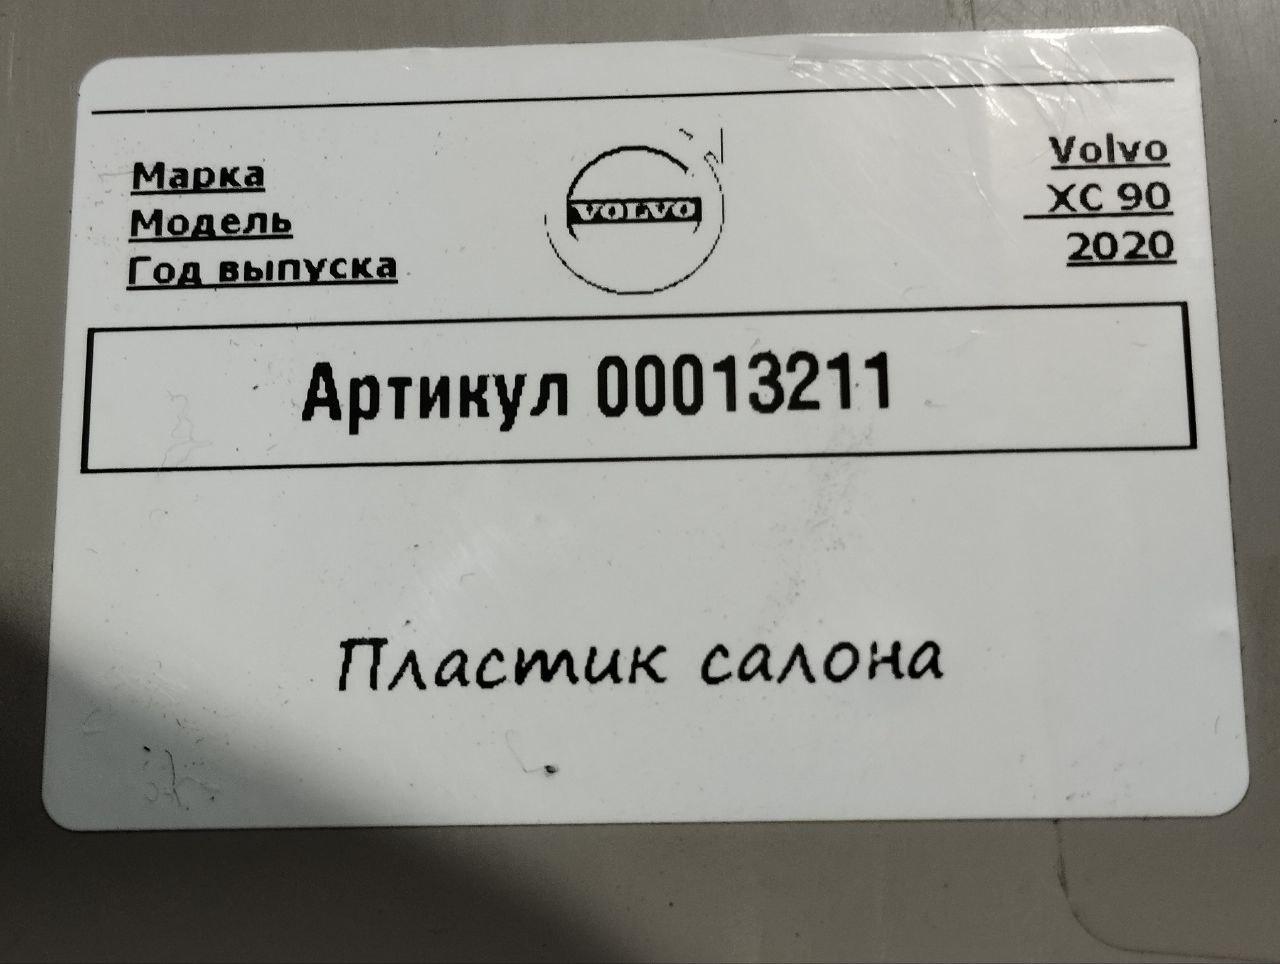 Марка Volvo
Модель XC 90
Год выпуска 2020
VOLVO
Артикул 00013211
Пластик салона